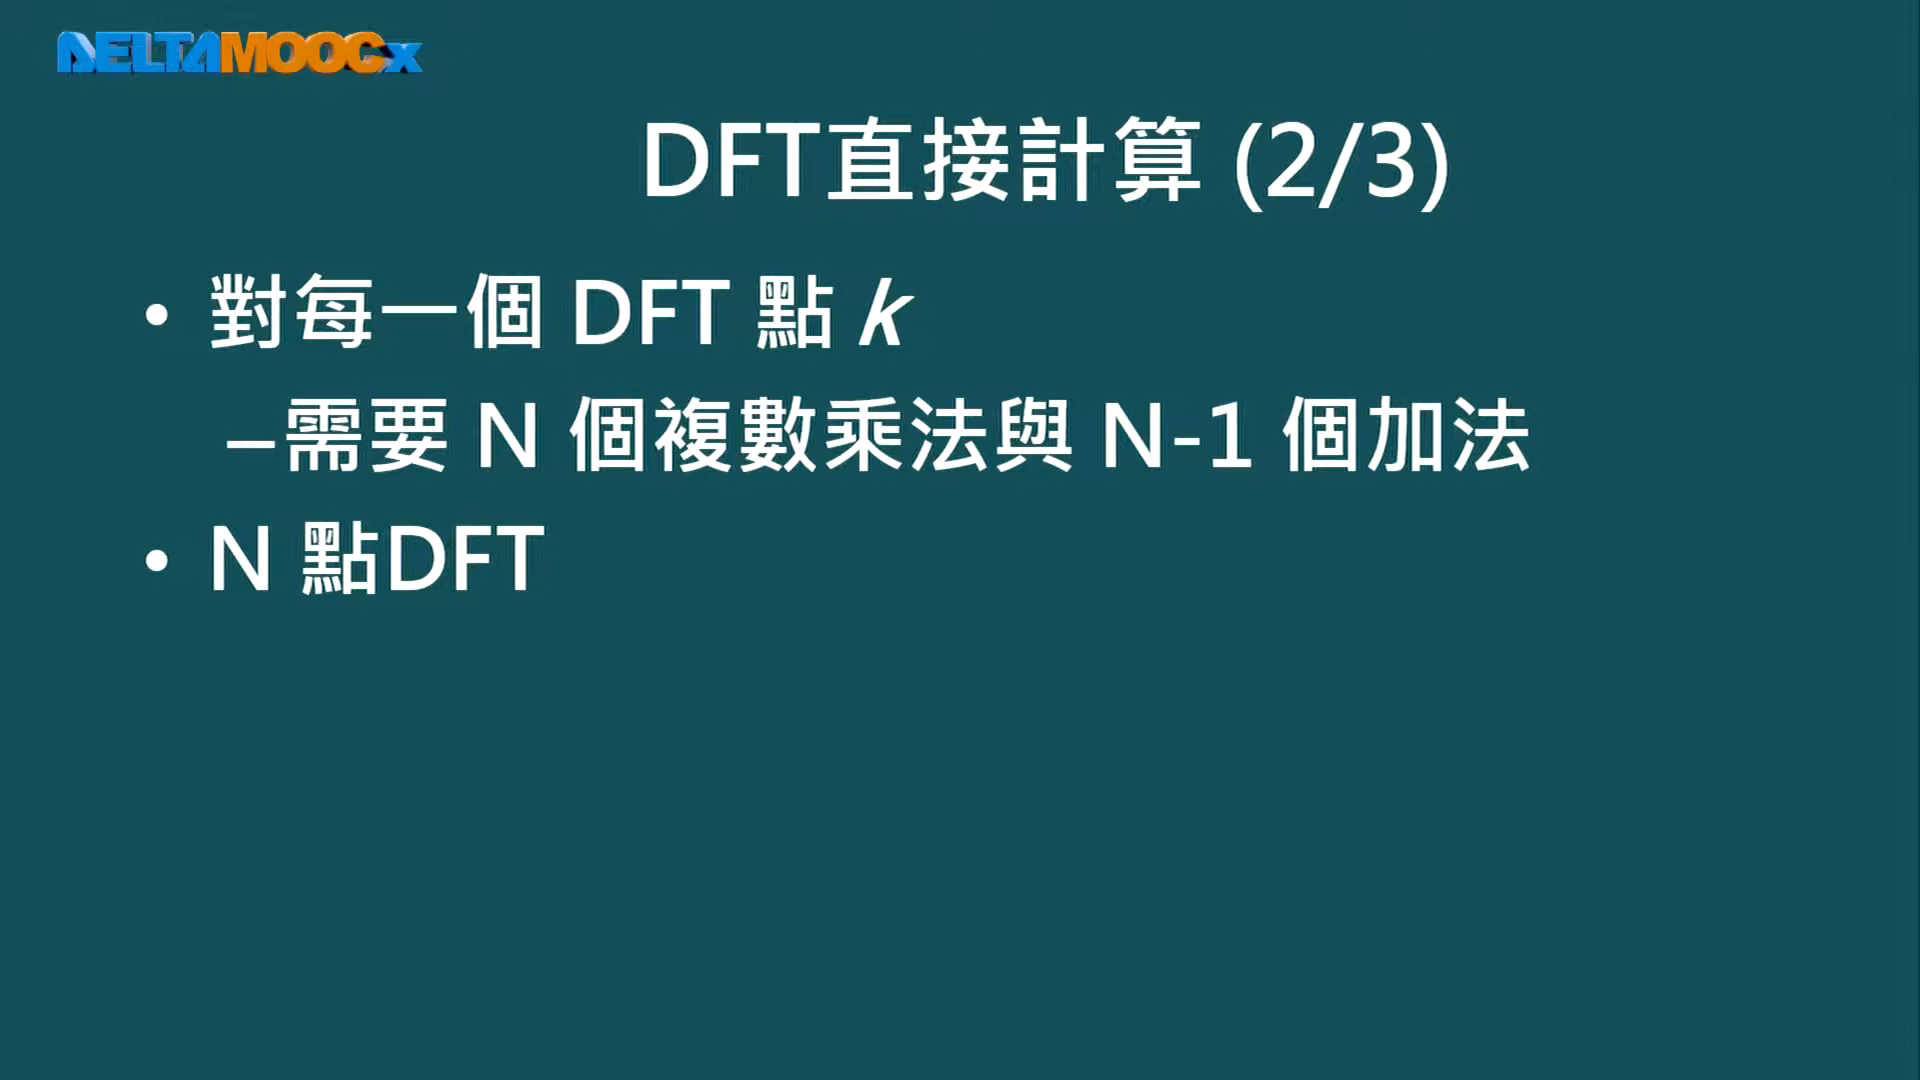 DELTAMOOCx
DFT直接計算 (2/3)
• 對每一個 DFT 點 k
–需要 N 個複數乘法與 N-1 個加法
• N 點DFT